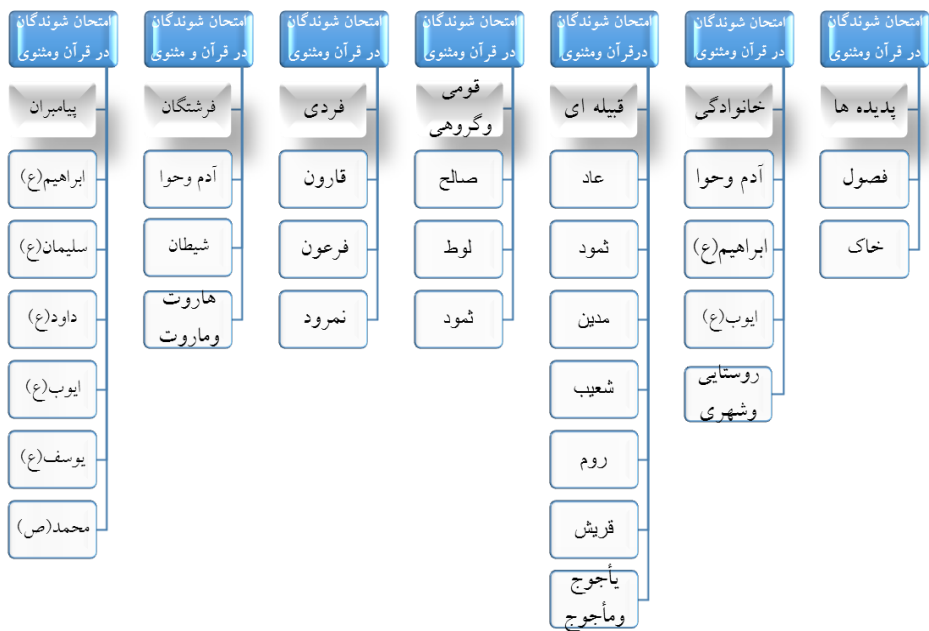 امتحان شوندگان
در قرآن ومثنوی
پدیده ها
فصول
خاک
امتحان شوندگان
در قرآن ومثنوی
خانوادگی
آدم وحوا
ابراهیم(ع)
ایوب(ع)
روستایی
وشهری
امتحان شوندگان
درقرآن ومثنوی
قبیله ای
عاد
ثمود
مدین
شعیب
روم
قریش
یأجوج
ومأجوج
امتحان شوندگان
در قرآن ومثنوی
قومی
وگروهی
صالح
لوط
ثمود
امتحان شوندگان
در قرآن ومثنوی
فردی
قارون
فرعون
نمرود
امتحان شوندگان
در قرآن و مثنوی
فرشتگان
آدم وحوا
شیطان
هاروت
وماروت
امتحان شوندگان
در قرآن ومثنوی
پیامبران
ابراهیم(ع)
سلیمان(ع)
داود(ع)
ایوب(ع)
یوسف(ع)
محمد(ص)